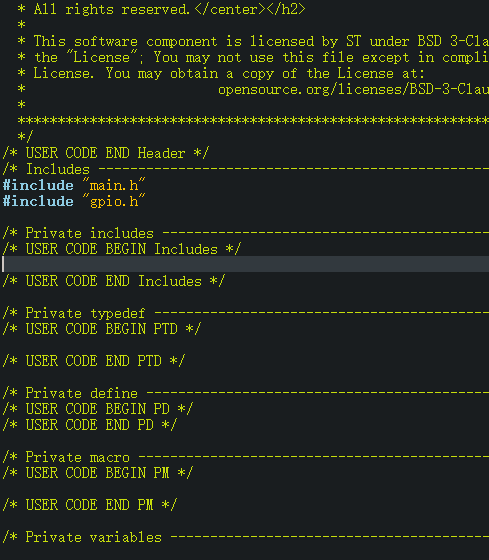 * All rights reserved.</center></h2>
*
* This software component is licensed by ST under BSD 3-Cla
* the "License"; You may not use this file except in compli
* License. You may obtain a copy of the License at:
* opensource.org/licenses/BSD-3-Clau
*
******************************************************************
*/
/* USER CODE END Header */
/* Includes ------------------------------------------------
#include "main.h"
#include "gpio.h"
/* Private includes ----------------------------------------
/* USER CODE BEGIN Includes */
/* USER CODE END Includes */
/* Private typedef -----------------------------------------
/* USER CODE BEGIN PTD */
/* USER CODE END PTD */
/* Private define ------------------------------------------
/* USER CODE BEGIN PD */
/* USER CODE END PD */
/* Private macro -------------------------------------------
/* USER CODE BEGIN PM */
/* USER CODE END PM */
/* Private variables ---------------------------------------